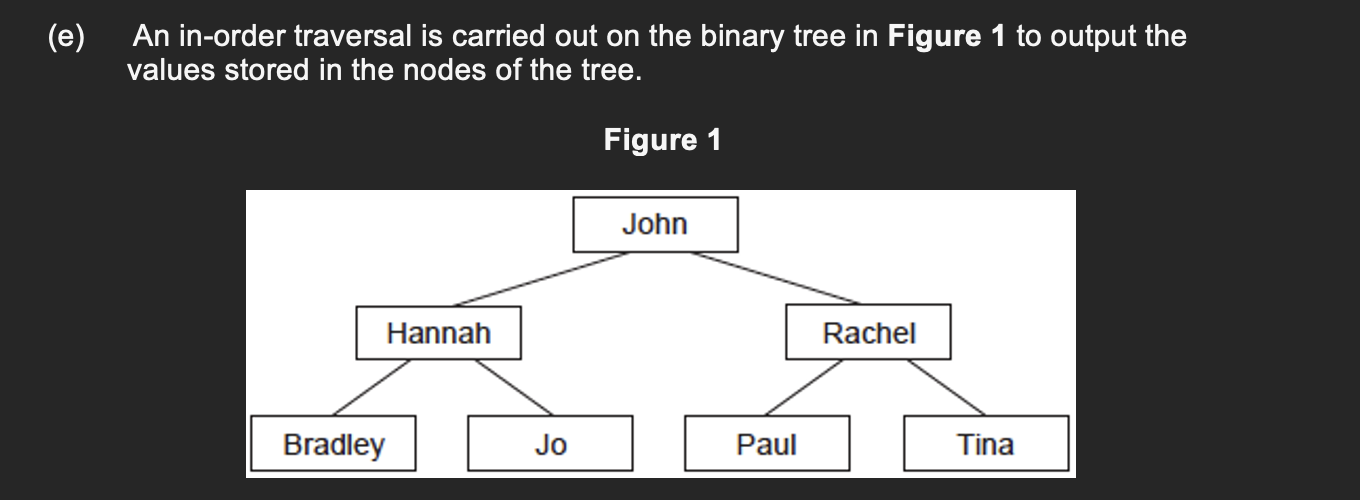 (e) An in-order traversal is carried out on the binary tree in Figure 1 to output the
values stored in the nodes of the tree.
Figure 1
John
Hannah
Rachel
Bradley
Jo
Paul
Tina